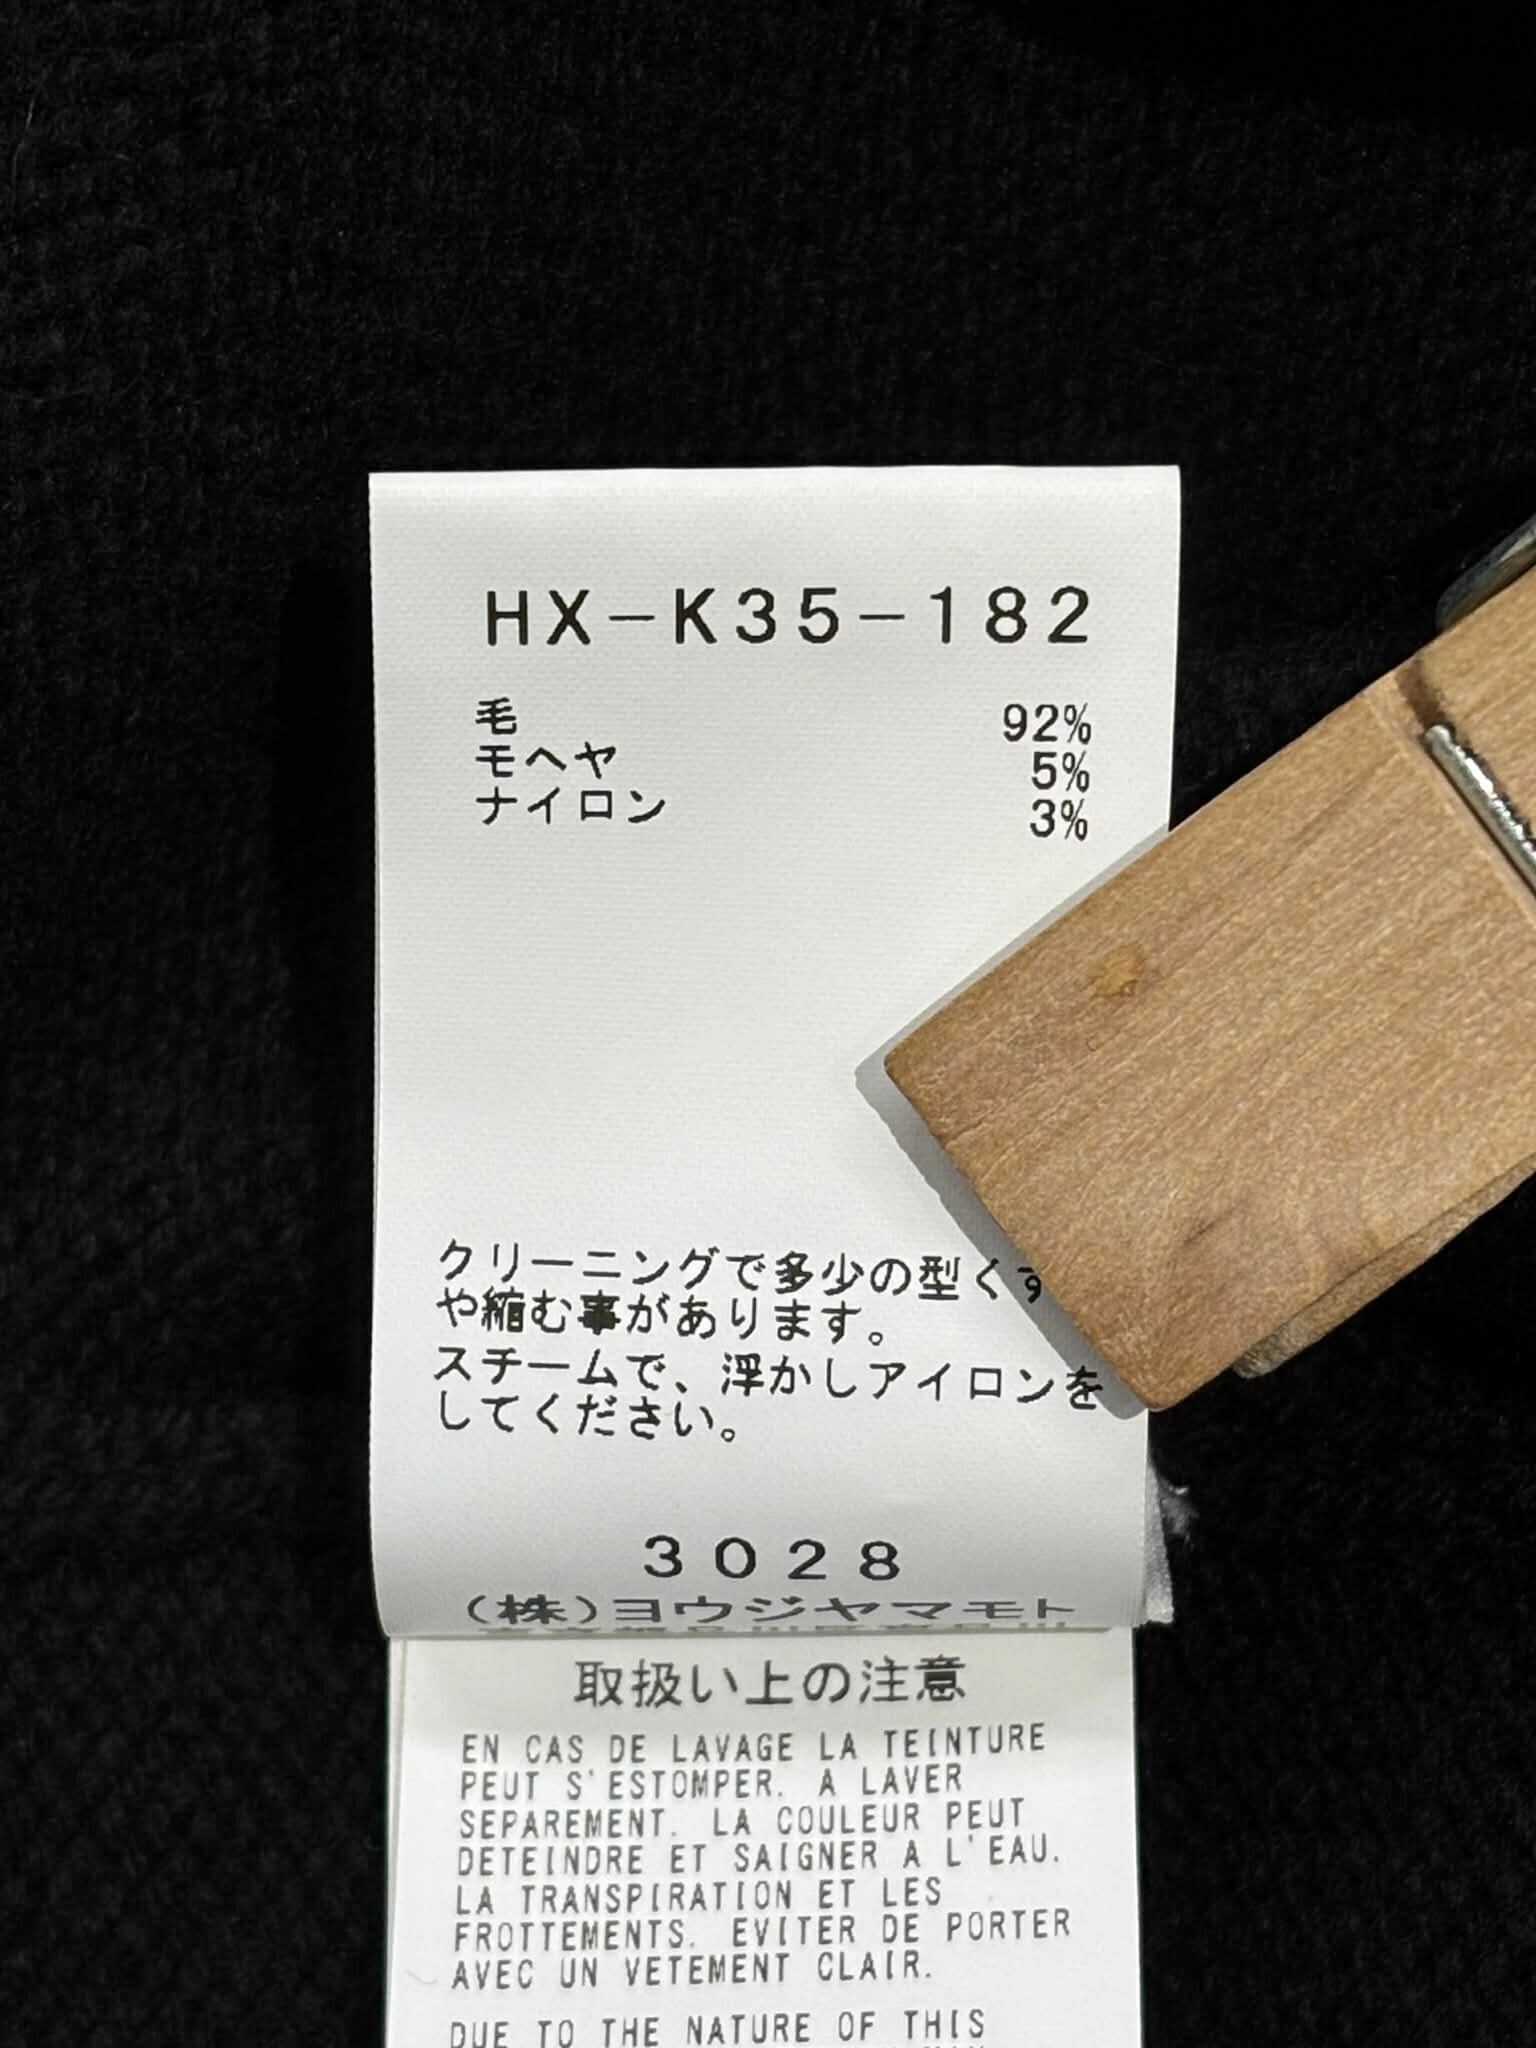 HX-K35-182
毛 92%
モヘヤ 5%
ナイロン 3%
クリーニングで多少の型くず
や縮む事があります。
スチームで、浮かしアイロンを
してください。
3028
(株)ヨウジヤマモト
取扱い上の注意
EN CAS DE LAVAGE LA TEINTURE
PEUT S'ESTOMPER. A LAVER
SEPAREMENT. LA COULEUR PEUT
DETEINDRE ET SAIGNER A L'EAU.
LA TRANSPIRATION ET LES
FROTTEMENTS. EVITER DE PORTER
AVEC UN VETEMENT CLAIR.
DUE TO THE NATURE OF THIS